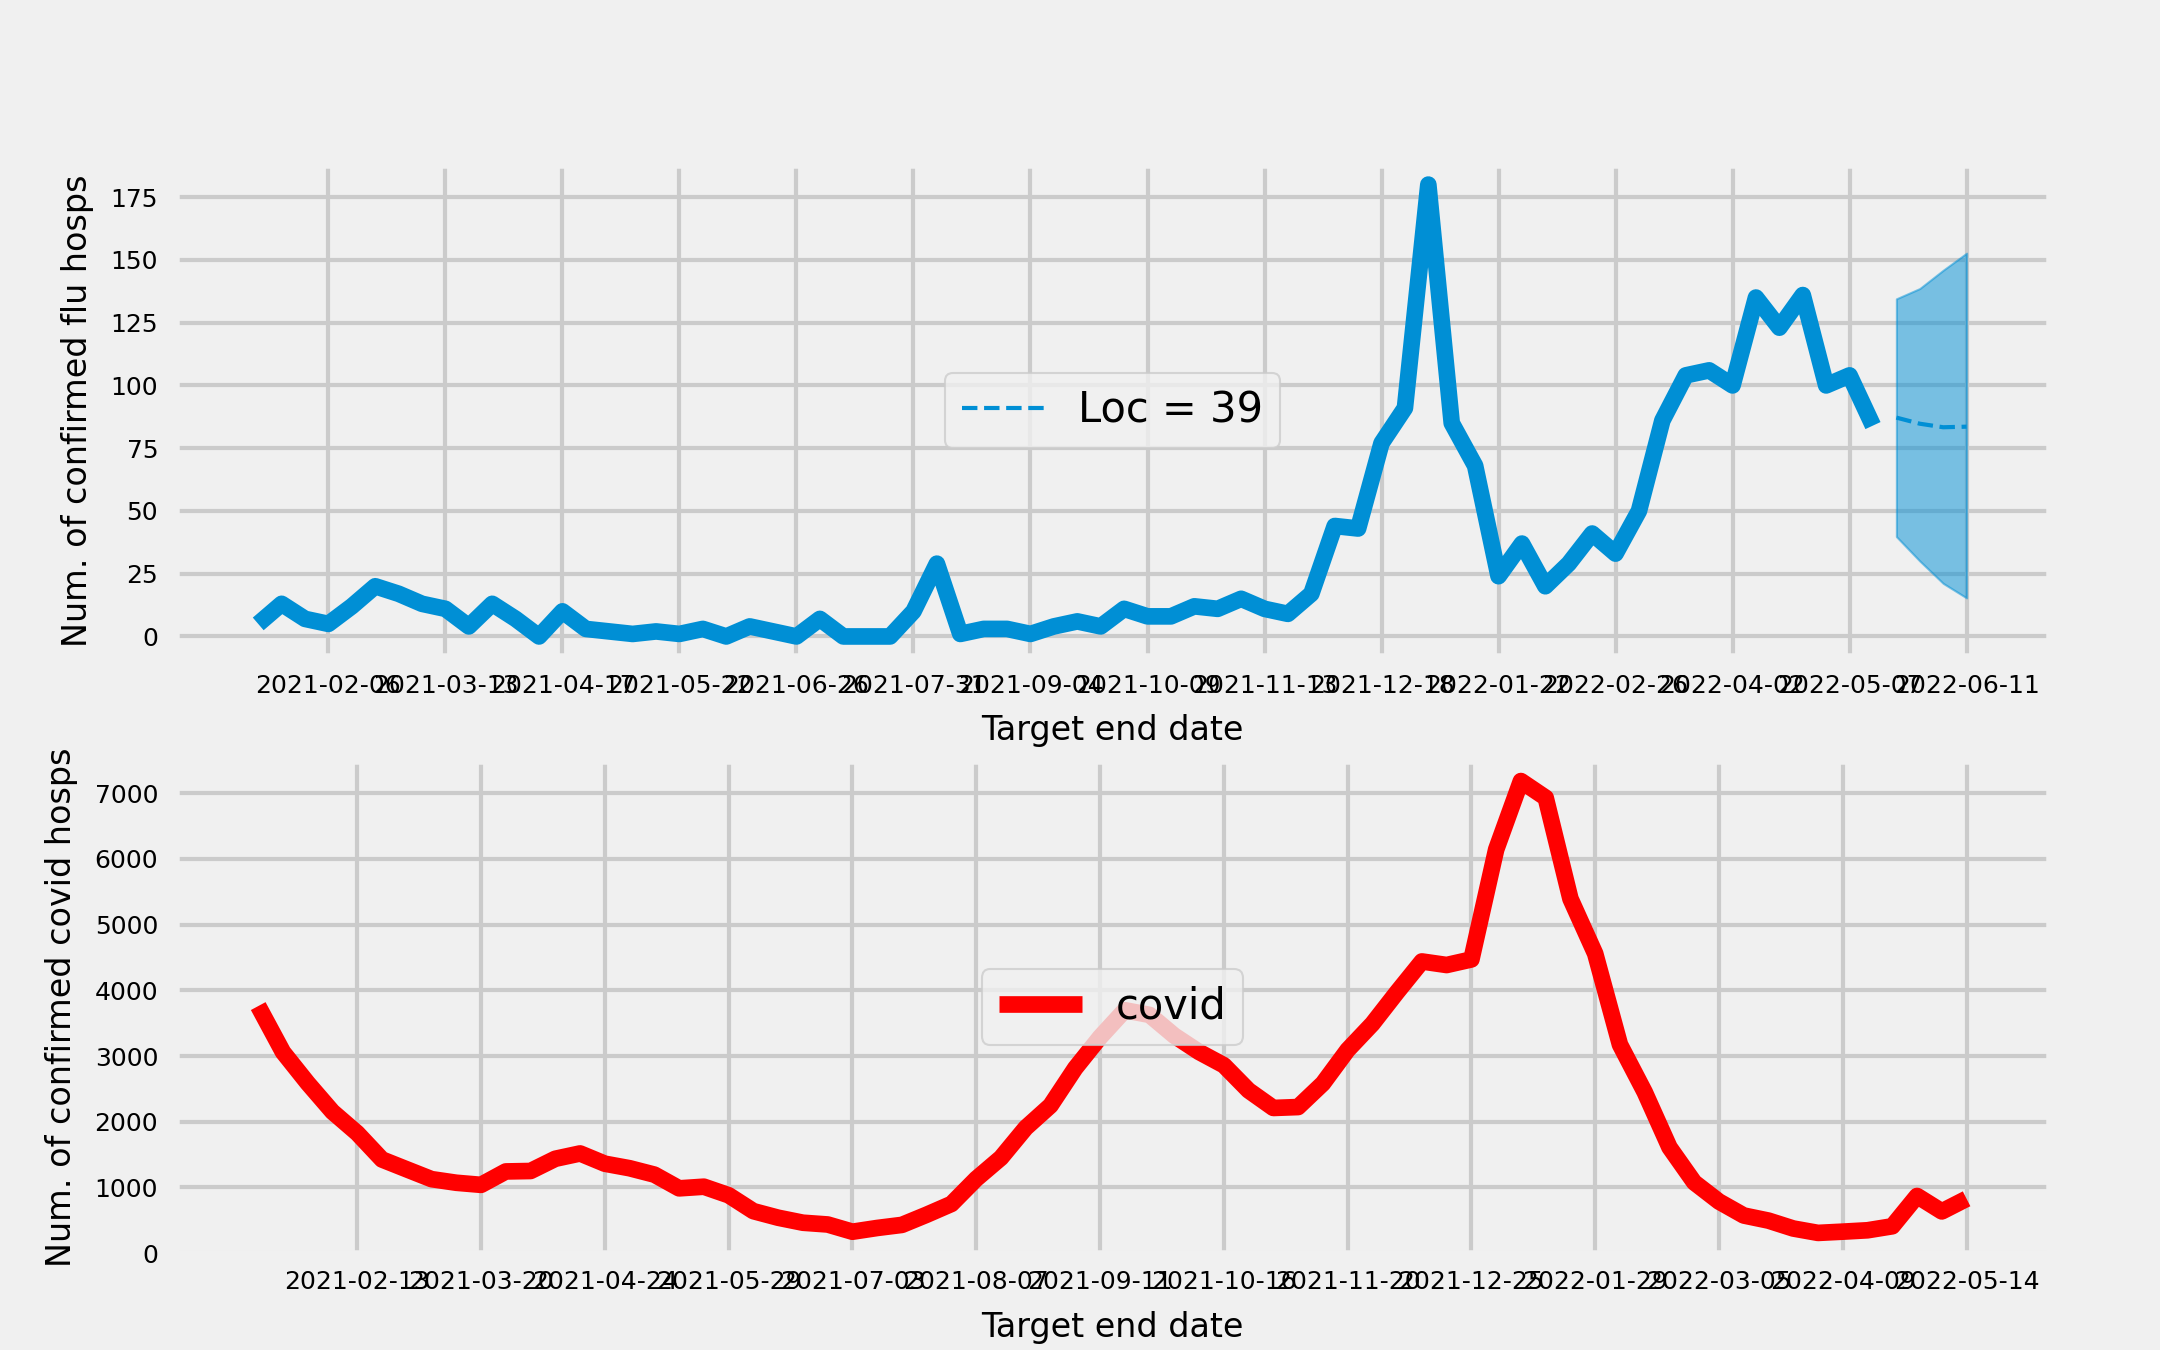 Num. of confirmed flu hosps
175
150
125
100
75
50
25
0
Loc = 39
2021-02-06 2021-03-13 2021-04-17 2021-05-22 2021-06-26 2021-07-31 2021-09-04 2021-10-09 2021-11-13 2021-12-18 2022-01-22 2022-02-26 2022-04-02 2022-05-07 2022-06-11
Target end date
Num. of confirmed covid hosps
7000
6000
5000
4000
3000
2000
1000
0
covid
2021-02-13 2021-03-20 2021-04-24 2021-05-29 2021-07-03 2021-08-07 2021-09-11 2021-10-16 2021-11-20 2021-12-25 2022-01-29 2022-03-05 2022-04-09 2022-05-14
Target end date